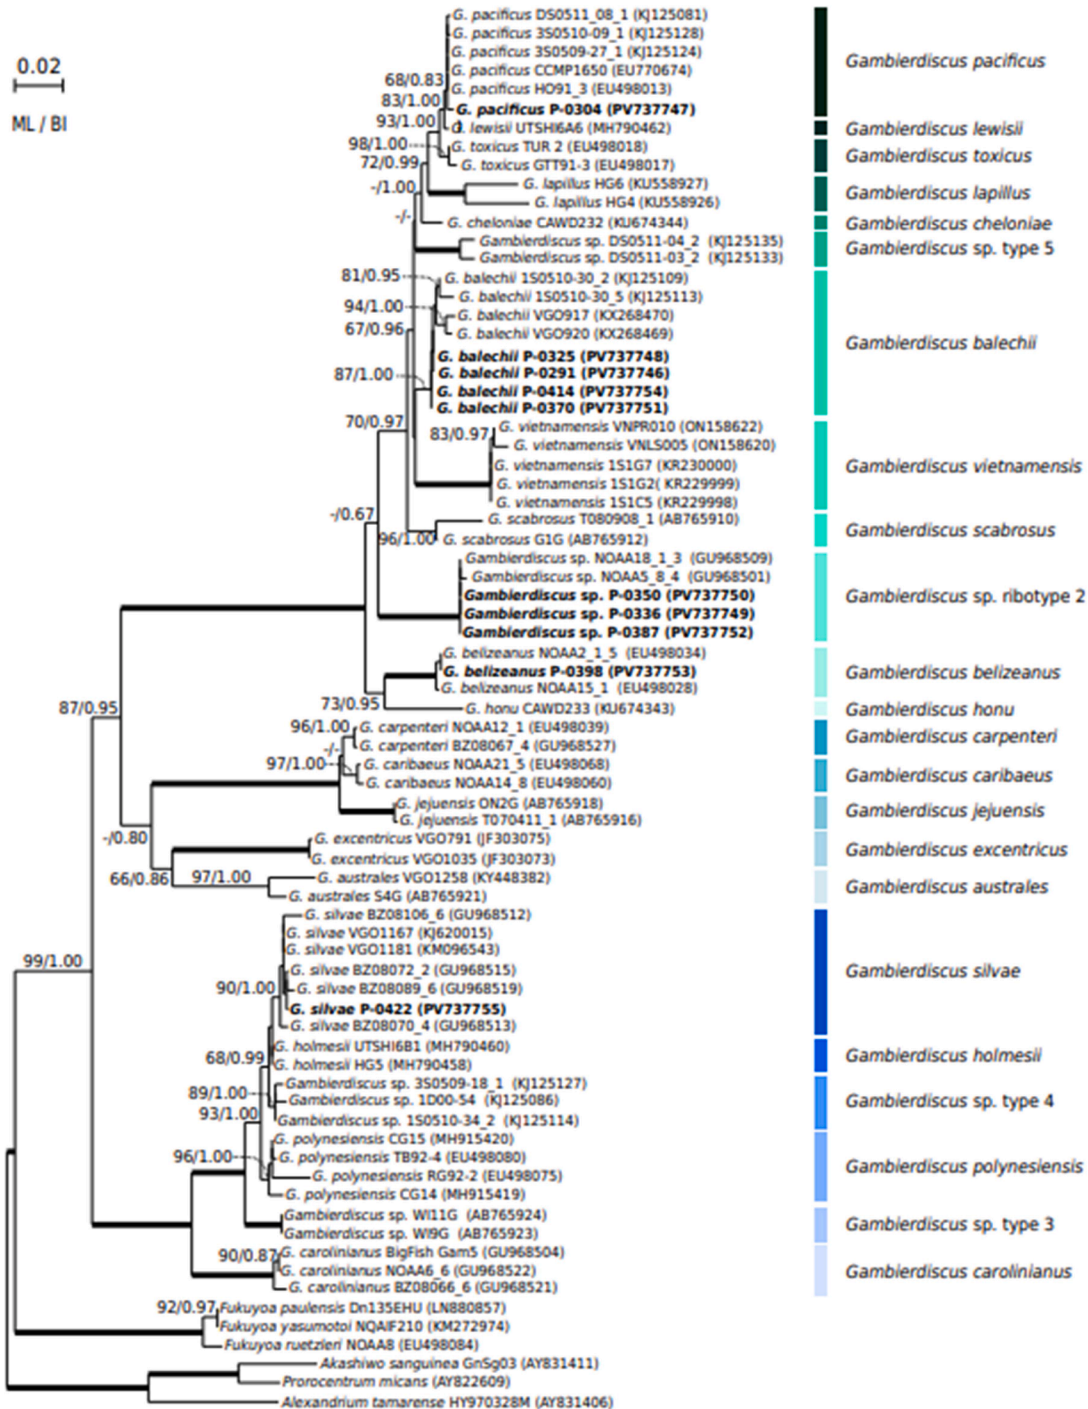 0.02
ML / BI
G. pacificus DS0511_08_1 (KJ125081)
G. pacificus 3S0510-09_1 (KJ125128)
G. pacificus 3S0509-27_1 (KJ125124)
G. pacificus CCMP1650 (EU770674)
G. pacificus HO91_3 (EU498013)
G. pacificus P-0304 (PV737747)
Gambierdiscus pacificus
68/0.83
83/1.00
93/1.00
G. lewisii UTSHI6A6 (MH790462)
Gambierdiscus lewisii
98/1.00
G. toxicus TUR 2 (EU498018)
G. toxicus GTT91-3 (EU498017)
Gambierdiscus toxicus
72/0.99
-/1.00
G. lapillus HG6 (KU558927)
G. lapillus HG4 (KU558926)
Gambierdiscus lapillus
-/-
G. cheloniae CAWD232 (KU674344)
Gambierdiscus cheloniae
Gambierdiscus sp. DS0511-04_2 (KJ125135)
Gambierdiscus sp. DS0511-03_2 (KJ125133)
Gambierdiscus sp. type 5
81/0.95
94/1.00
67/0.96
87/1.00
G. balechii 1S0510-30_2 (KJ125109)
G. balechii 1S0510-30_5 (KJ125113)
G. balechii VGO917 (KX268470)
G. balechii VGO920 (KX268469)
G. balechii P-0325 (PV737748)
G. balechii P-0291 (PV737746)
G. balechii P-0414 (PV737754)
G. balechii P-0370 (PV737751)
Gambierdiscus balechii
70/0.97
83/0.97
G. vietnamensis VNPR010 (ON158622)
G. vietnamensis VNLS005 (ON158620)
G. vietnamensis 1S1G7 (KR230000)
G. vietnamensis 1S1G2( KR229999)
G. vietnamensis 1S1C5 (KR229998)
Gambierdiscus vietnamensis
-/0.67
96/1.00
G. scabrosus T080908_1 (AB765910)
G. scabrosus G1G (AB765912)
Gambierdiscus scabrosus
Gambierdiscus sp. NOAA18_1_3 (GU968509)
Gambierdiscus sp. NOAA5_8_4 (GU968501)
Gambierdiscus sp. P-0350 (PV737750)
Gambierdiscus sp. P-0336 (PV737749)
Gambierdiscus sp. P-0387 (PV737752)
Gambierdiscus sp. ribotype 2
G. belizeanus NOAA2_1_5 (EU498034)
G. belizeanus P-0398 (PV737753)
G. belizeanus NOAA15_1 (EU498028)
Gambierdiscus belizeanus
73/0.95
G. honu CAWD233 (KU674343)
Gambierdiscus honu
87/0.95
96/1.00
-/-
97/1.00
G. carpenteri NOAA12_1 (EU498039)
G. carpenteri BZ08067_4 (GU968527)
Gambierdiscus carpenteri
G. caribaeus NOAA21_5 (EU498068)
G. caribaeus NOAA14_8 (EU498060)
Gambierdiscus caribaeus
G. jejuensis ON2G (AB765918)
G. jejuensis T070411_1 (AB765916)
Gambierdiscus jejuensis
-/0.80
G. excentricus VGO791 (JF303075)
G. excentricus VGO1035 (JF303073)
Gambierdiscus excentricus
66/0.86
97/1.00
G. australes VGO1258 (KY448382)
G. australes S4G (AB765921)
Gambierdiscus australes
99/1.00
90/1.00
G. silvae BZ08106_6 (GU968512)
G. silvae VGO1167 (KJ620015)
G. silvae VGO1181 (KM096543)
G. silvae BZ08072_2 (GU968515)
G. silvae BZ08089_6 (GU968519)
G. silvae P-0422 (PV737755)
G. silvae BZ08070_4 (GU968513)
Gambierdiscus silvae
68/0.99
G. holmesii UTSHI6B1 (MH790460)
G. holmesii HG5 (MH790458)
Gambierdiscus holmesii
89/1.00
93/1.00
Gambierdiscus sp. 3S0509-18_1 (KJ125127)
Gambierdiscus sp. 1D00-54 (KJ125086)
Gambierdiscus sp. 1S0510-34_2 (KJ125114)
Gambierdiscus sp. type 4
96/1.00
G. polynesiensis CG15 (MH915420)
G. polynesiensis TB92-4 (EU498080)
G. polynesiensis RG92-2 (EU498075)
G. polynesiensis CG14 (MH915419)
Gambierdiscus polynesiensis
Gambierdiscus sp. WI11G (AB765924)
Gambierdiscus sp. WI9G (AB765923)
Gambierdiscus sp. type 3
90/0.87
G. carolinianus BigFish Gam5 (GU968504)
G. carolinianus NOAA6_6 (GU968522)
G. carolinianus BZ08066_6 (GU968521)
Gambierdiscus carolinianus
92/0.97
Fukuyoa paulensis Dn135EHU (LN880857)
Fukuyoa yasumotoi NQAIF210 (KM272974)
Fukuyoa ruetzleri NOAA8 (EU498084)
Akashiwo sanguinea GnSg03 (AY831411)
Prorocentrum micans (AY822609)
Alexandrium tamarense HY970328M (AY831406)